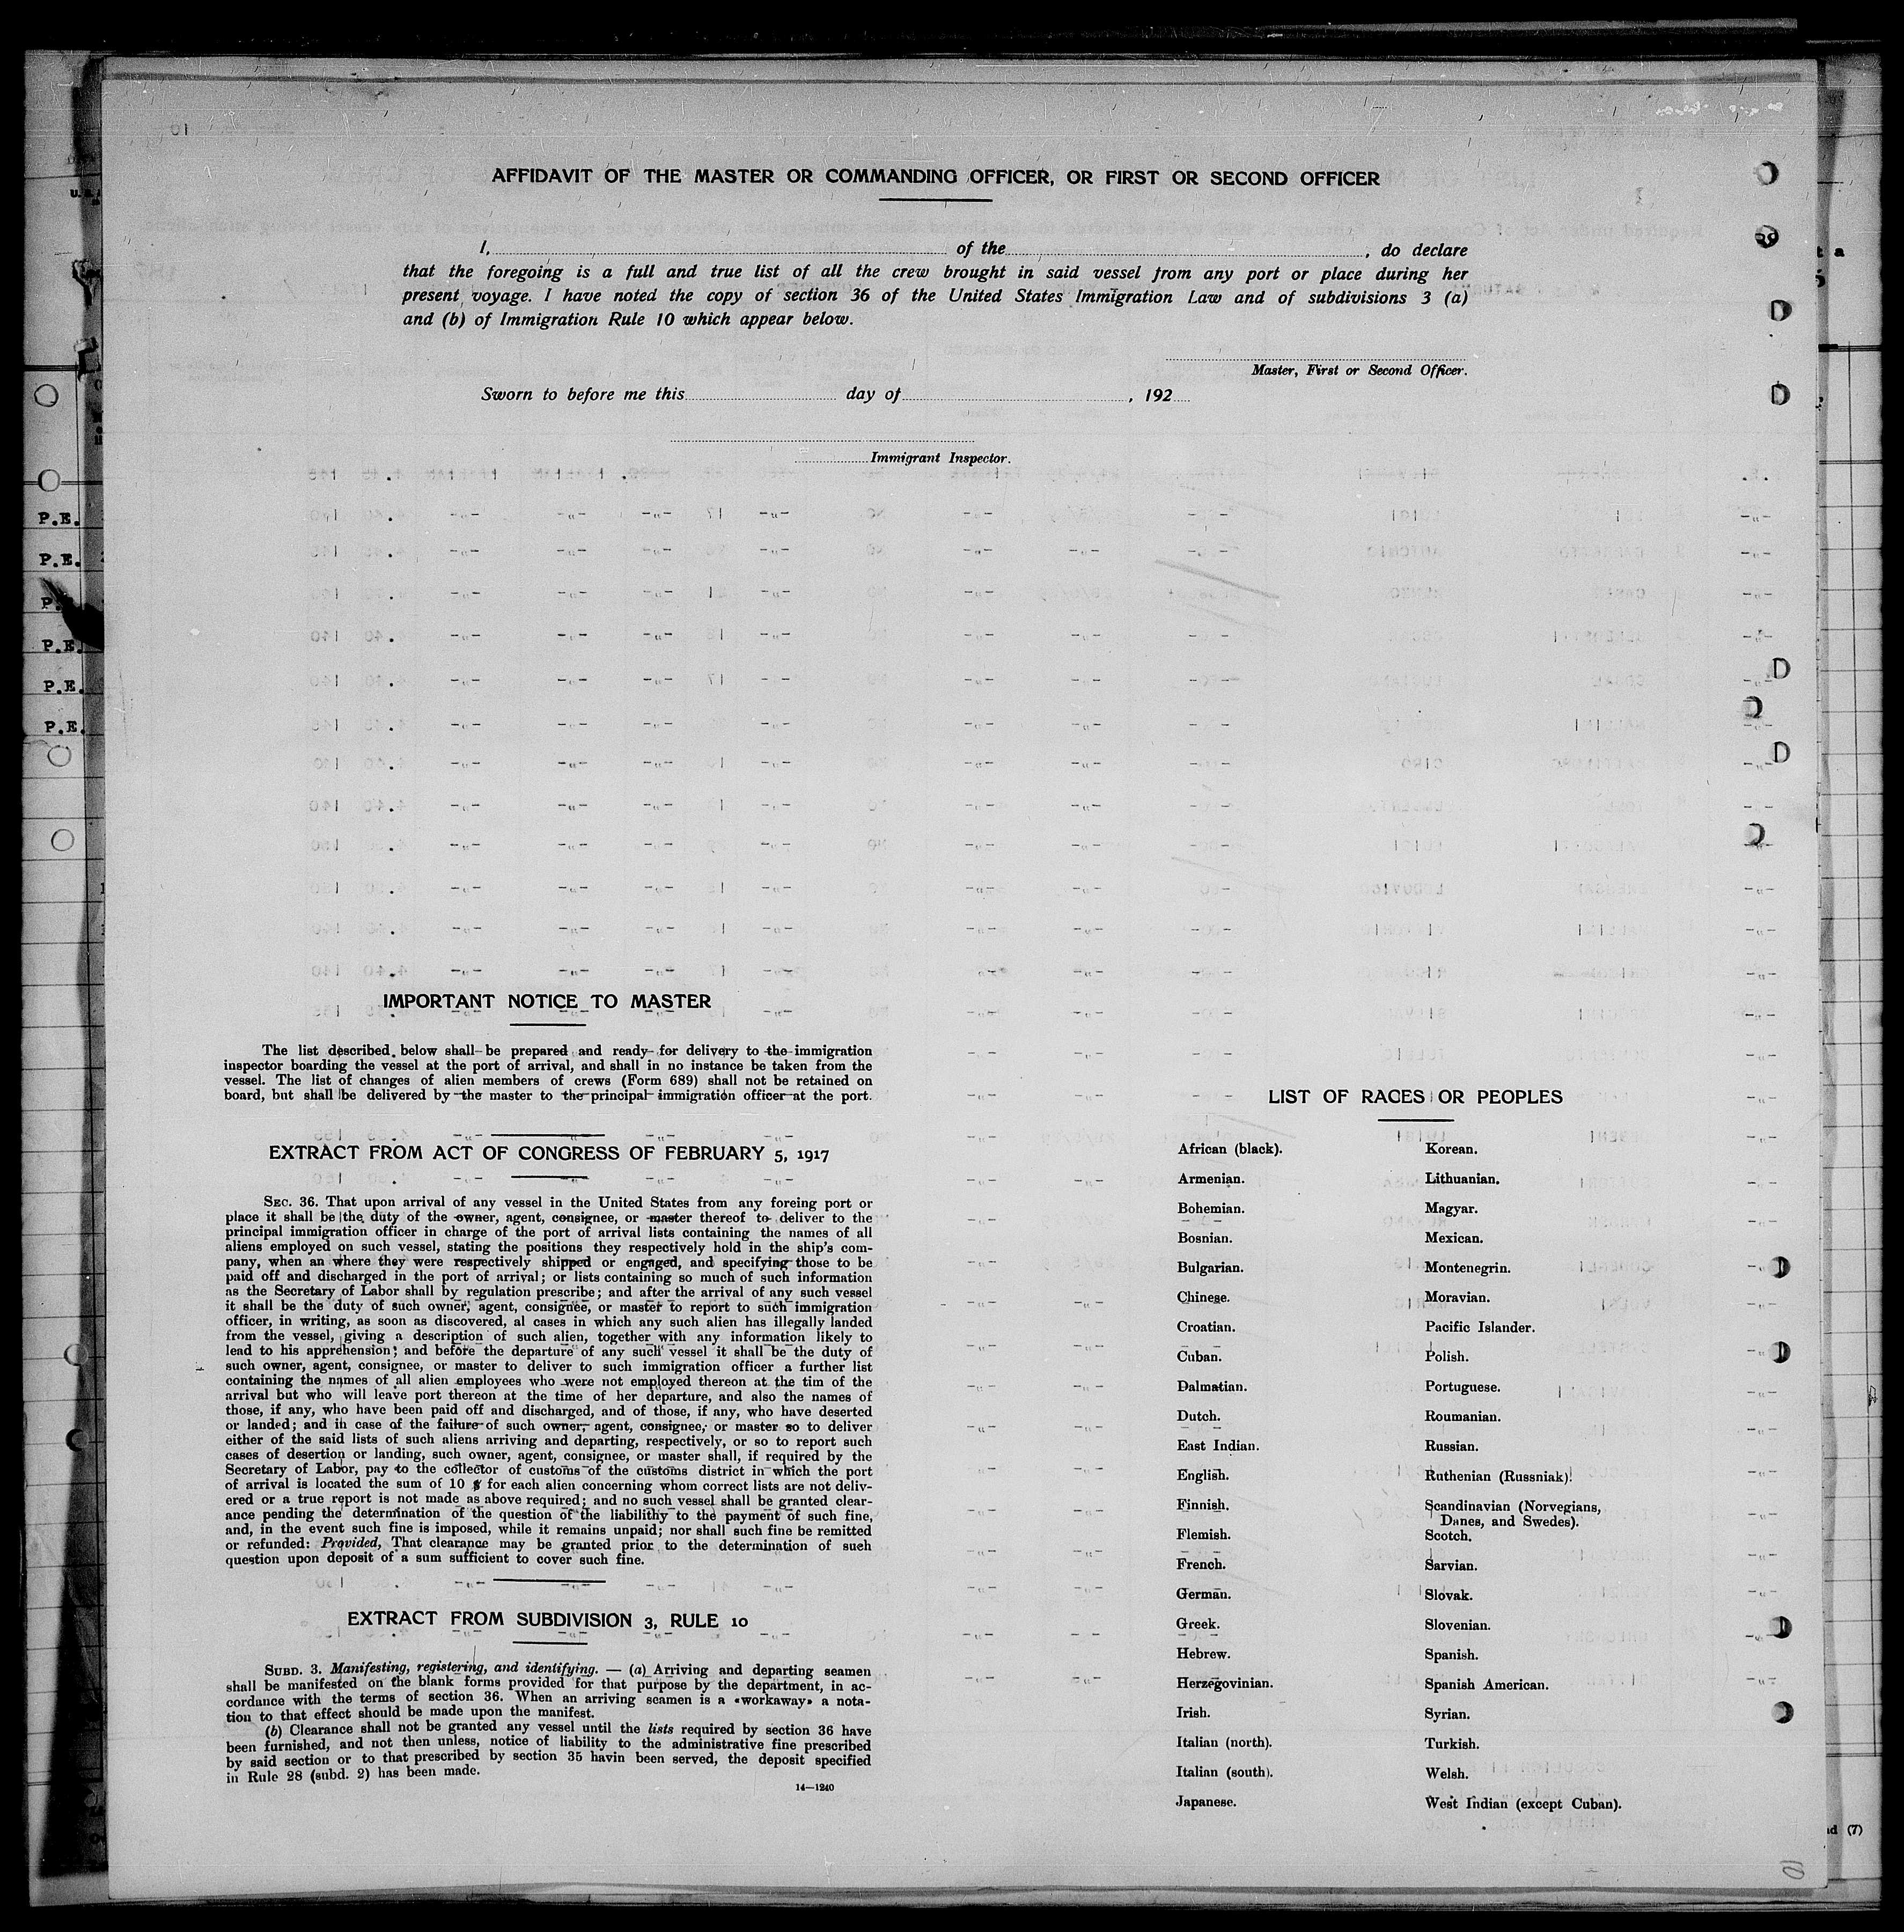 AFFIDAVIT OF THE MASTER OR COMMANDING OFFICER, OR FIRST OR SECOND OFFICER
I, of the , do declare
that the foregoing is a full and true list of all the crew brought in said vessel from any port or place during her
present voyage. I have noted the copy of section 36 of the United States Immigration Law and of subdivisions 3 (a)
and (b) of Immigration Rule 10 which appear below.
Master, First or Second Officer.
Sworn to before me this day of , 192
Immigrant Inspector.
P.E.
P.E.
P.E.
P.E.
P.E.
IMPORTANT NOTICE TO MASTER
The list described below shall be prepared and ready for delivery to the immigration
inspector boarding the vessel at the port of arrival, and shall in no instance be taken from the
vessel. The list of changes of alien members of crews (Form 689) shall not be retained on
board, but shall be delivered by the master to the principal immigration officer at the port.
EXTRACT FROM ACT OF CONGRESS OF FEBRUARY 5, 1917
SEC. 36. That upon arrival of any vessel in the United States from any foreing port or
place it shall be the duty of the owner, agent, consignee, or master thereof to deliver to the
principal immigration officer in charge of the port of arrival lists containing the names of all
aliens employed on such vessel, stating the positions they respectively hold in the ship's com-
pany, when an where they were respectively shipped or engaged, and specifying those to be
paid off and discharged in the port of arrival; or lists containing so much of such information
as the Secretary of Labor shall by regulation prescribe; and after the arrival of any such vessel
it shall be the duty of such owner, agent, consignee, or master to report to such immigration
officer, in writing, as soon as discovered, al cases in which any such alien has illegally landed
from the vessel, giving a description of such alien, together with any information likely to
lead to his apprehension; and before the departure of any such vessel it shall be the duty of
such owner, agent, consignee, or master to deliver to such immigration officer a further list
containing the names of all alien employees who were not employed thereon at the tim of the
arrival but who will leave port thereon at the time of her departure, and also the names of
those, if any, who have been paid off and discharged, and of those, if any, who have deserted
or landed; and in case of the failure of such owner, agent, consignee, or master so to deliver
either of the said lists of such aliens arriving and departing, respectively, or so to report such
cases of desertion or landing, such owner, agent, consignee, or master shall, if required by the
Secretary of Labor, pay to the collector of customs of the customs district in which the port
of arrival is located the sum of 10 $ for each alien concerning whom correct lists are not deliv-
ered or a true report is not made as above required; and no such vessel shall be granted clear-
ance pending the determination of the question of the liabilithy to the payment of such fine,
and, in the event such fine is imposed, while it remains unpaid; nor shall such fine be remitted
or refunded: Provided, That clearance may be granted prior to the determination of such
question upon deposit of a sum sufficient to cover such fine.
EXTRACT FROM SUBDIVISION 3, RULE 10
SUBD. 3. Manifesting, registering, and identifying. — (a) Arriving and departing seamen
shall be manifested on the blank forms provided for that purpose by the department, in ac-
cordance with the terms of section 36. When an arriving seamen is a «workaway» a nota-
tion to that effect should be made upon the manifest.
(b) Clearance shall not be granted any vessel until the lists required by section 36 have
been furnished, and not then unless, notice of liability to the administrative fine prescribed
by said section or to that prescribed by section 35 havin been served, the deposit specified
in Rule 28 (subd. 2) has been made.
14—1240
LIST OF RACES OR PEOPLES
African (black).
Armenian.
Bohemian.
Bosnian.
Bulgarian.
Chinese.
Croatian.
Cuban.
Dalmatian.
Dutch.
East Indian.
English.
Finnish.
Flemish.
French.
German.
Greek.
Hebrew.
Herzegovinian.
Irish.
Italian (north).
Italian (south).
Japanese.
Korean.
Lithuanian.
Magyar.
Mexican.
Montenegrin.
Moravian.
Pacific Islander.
Polish.
Portuguese.
Roumanian.
Russian.
Ruthenian (Russniak).
Scandinavian (Norvegians,
Danes, and Swedes).
Scotch.
Sarvian.
Slovak.
Slovenian.
Spanish.
Spanish American.
Syrian.
Turkish.
Welsh.
West Indian (except Cuban).
(7)